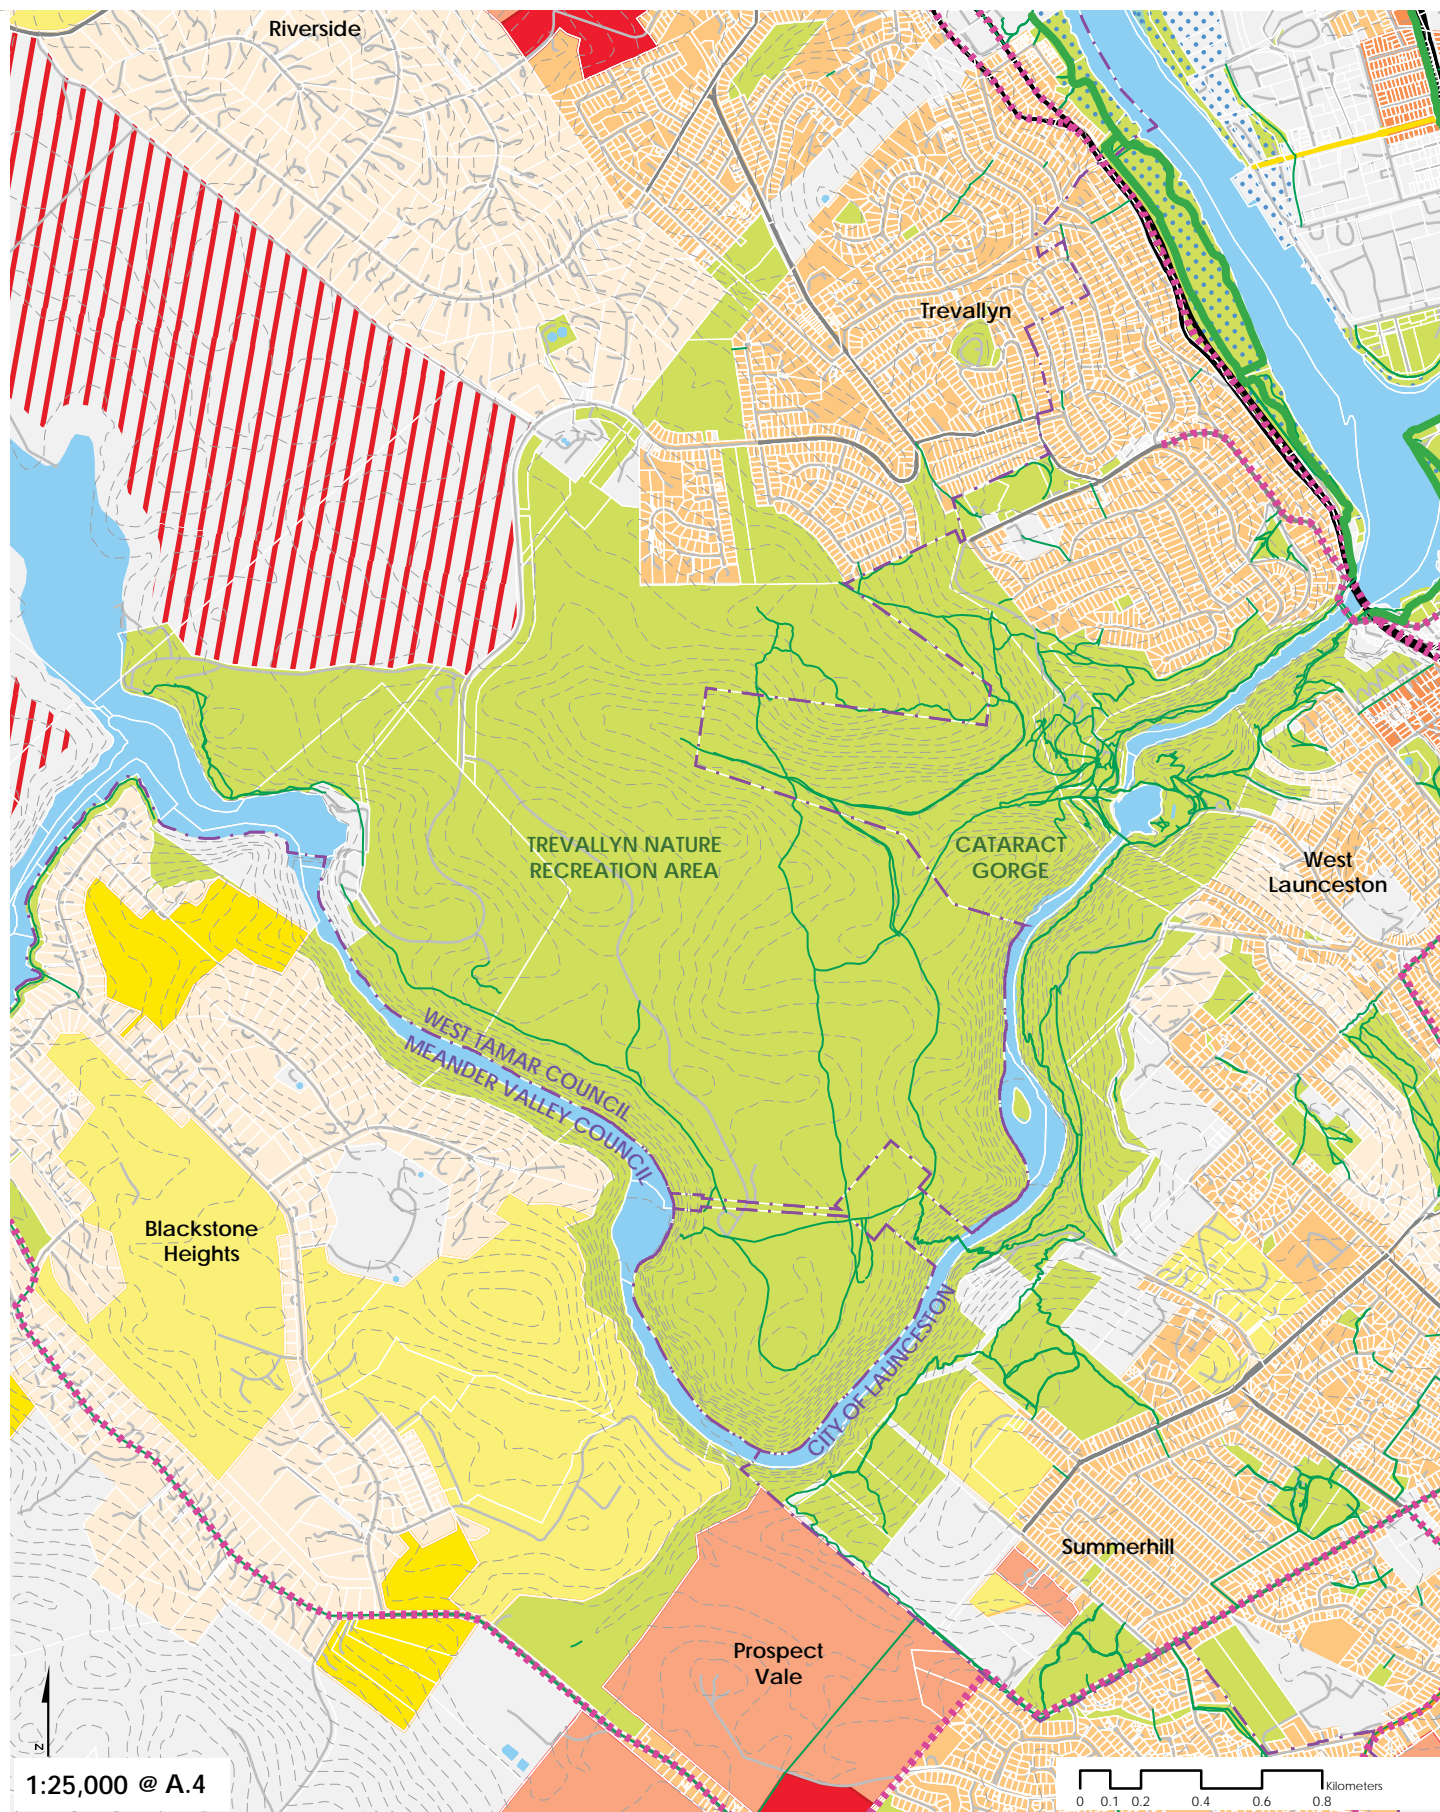 Riverside
Trevallyn
TREVALLYN NATURE
RECREATION AREA
CATARACT
GORGE
West
Launceston
WEST TAMAR COUNCIL
MEANDER VALLEY COUNCIL
Blackstone
Heights
CITY OF LAUNCESTON
Summerhill
Prospect
Vale
N
1:25,000 @ A.4
Kilometers
0 0.1 0.2 0.4 0.6 0.8